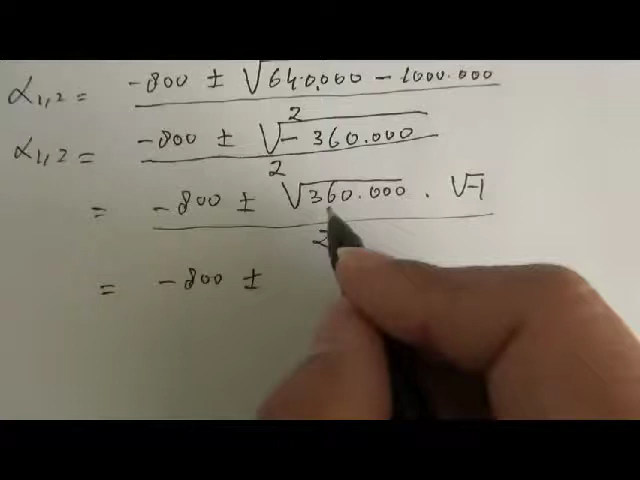 α₁,₂ = (-800 ± √(640.000 - 1000.000)) / 2
α₁,₂ = (-800 ± √(-360.000)) / 2
= (-800 ± √(360.000) · √(-1)) / 2
= -800 ±